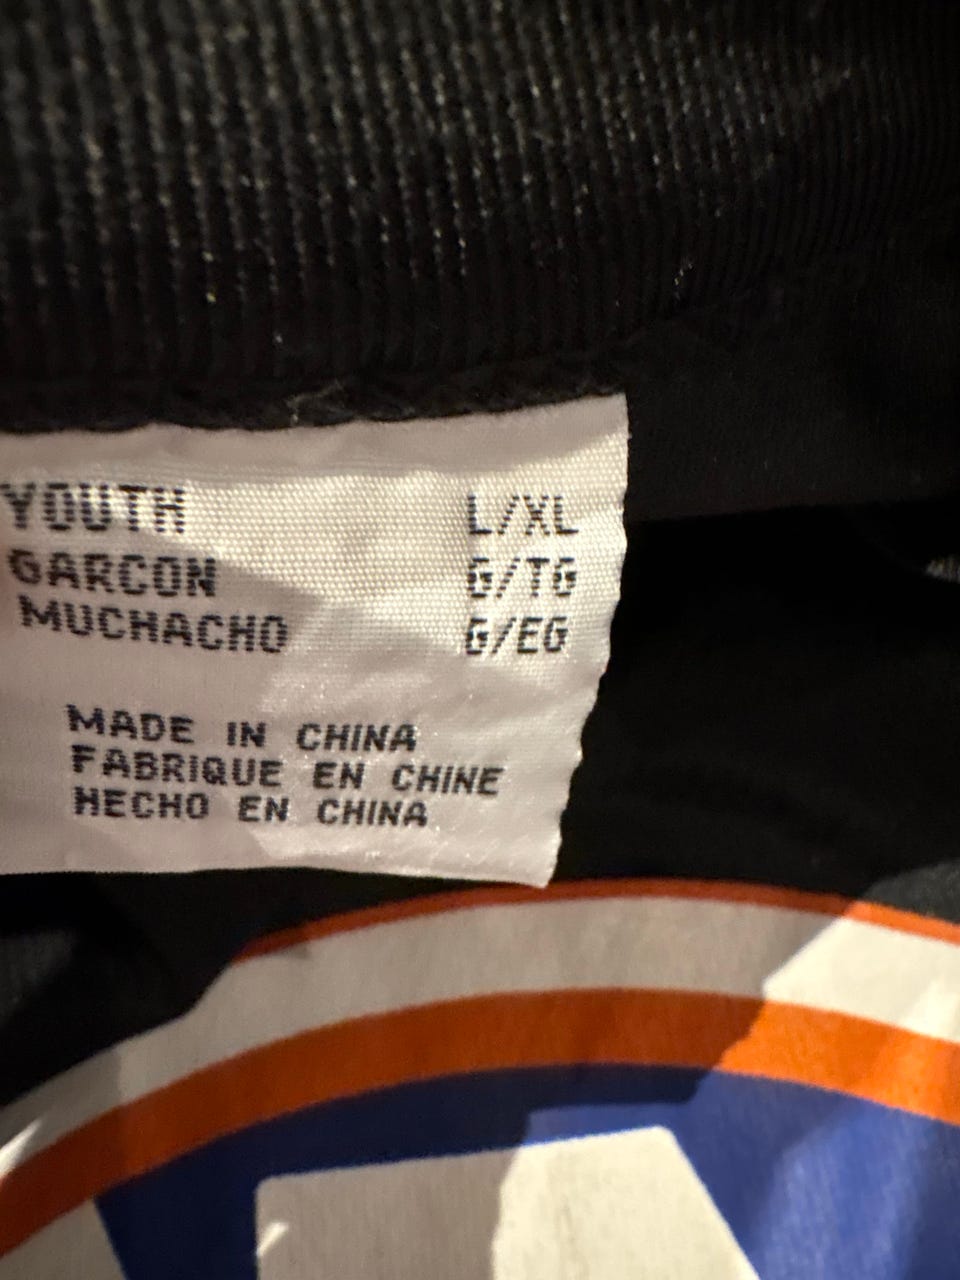 YOUTH L/XL
GARCON G/TG
MUCHACHO G/EG
MADE IN CHINA
FABRIQUE EN CHINE
HECHO EN CHINA